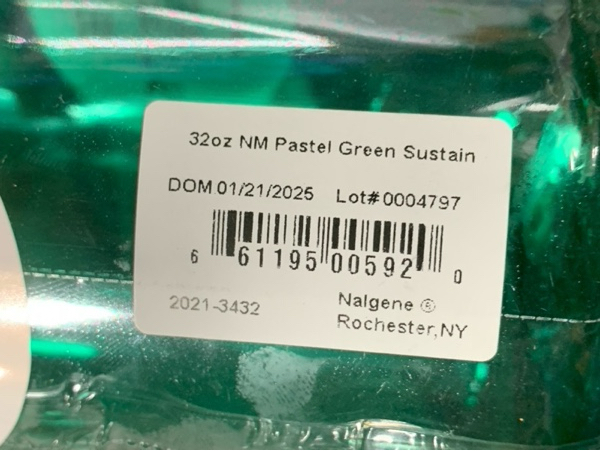 32oz NM Pastel Green Sustain
DOM 01/21/2025 Lot# 0004797
6 61195 00592 0
2021-3432
Nalgene ®
Rochester,NY